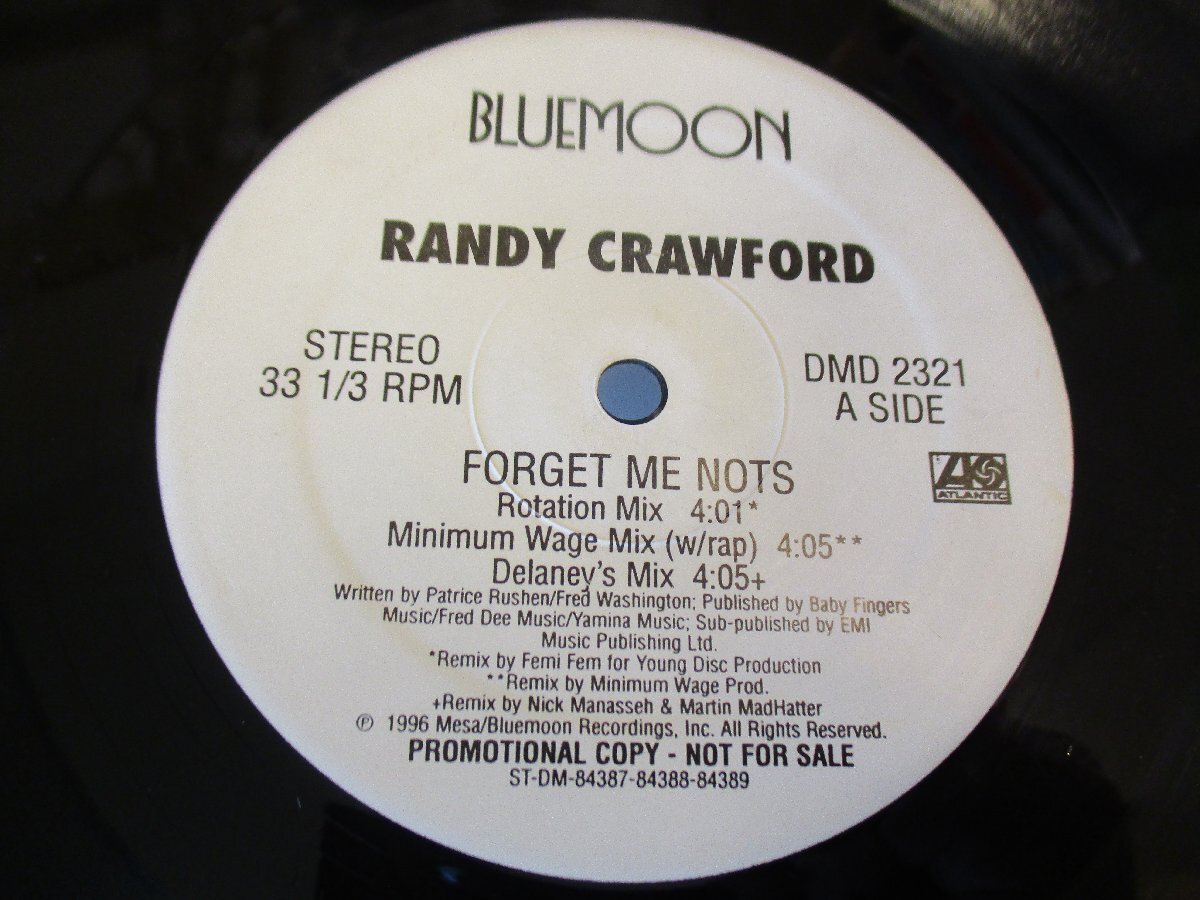 BLUEMOON
RANDY CRAWFORD
STEREO
33 1/3 RPM
DMD 2321
A SIDE
FORGET ME NOTS
Rotation Mix 4:01*
Minimum Wage Mix (w/rap) 4:05**
Delaney's Mix 4:05+
ATLANTIC
Written by Patrice Rushen/Fred Washington; Published by Baby Fingers
Music/Fred Dee Music/Yamina Music; Sub-published by EMI
Music Publishing Ltd.
*Remix by Femi Fem for Young Disc Production
**Remix by Minimum Wage Prod.
+Remix by Nick Manasseh & Martin MadHatter
℗ 1996 Mesa/Bluemoon Recordings, Inc. All Rights Reserved.
PROMOTIONAL COPY - NOT FOR SALE
ST-DM-84387-84388-84389